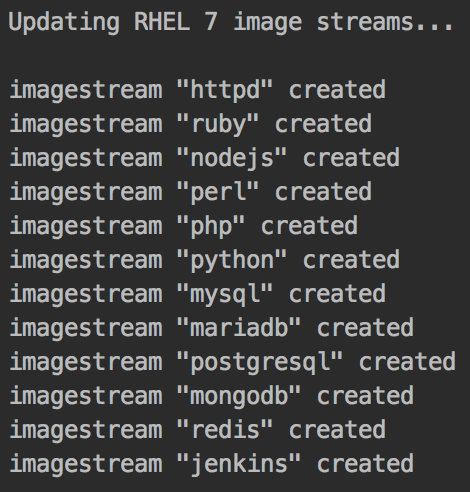 Updating RHEL 7 image streams...
imagestream "httpd" created
imagestream "ruby" created
imagestream "nodejs" created
imagestream "perl" created
imagestream "php" created
imagestream "python" created
imagestream "mysql" created
imagestream "mariadb" created
imagestream "postgresql" created
imagestream "mongodb" created
imagestream "redis" created
imagestream "jenkins" created